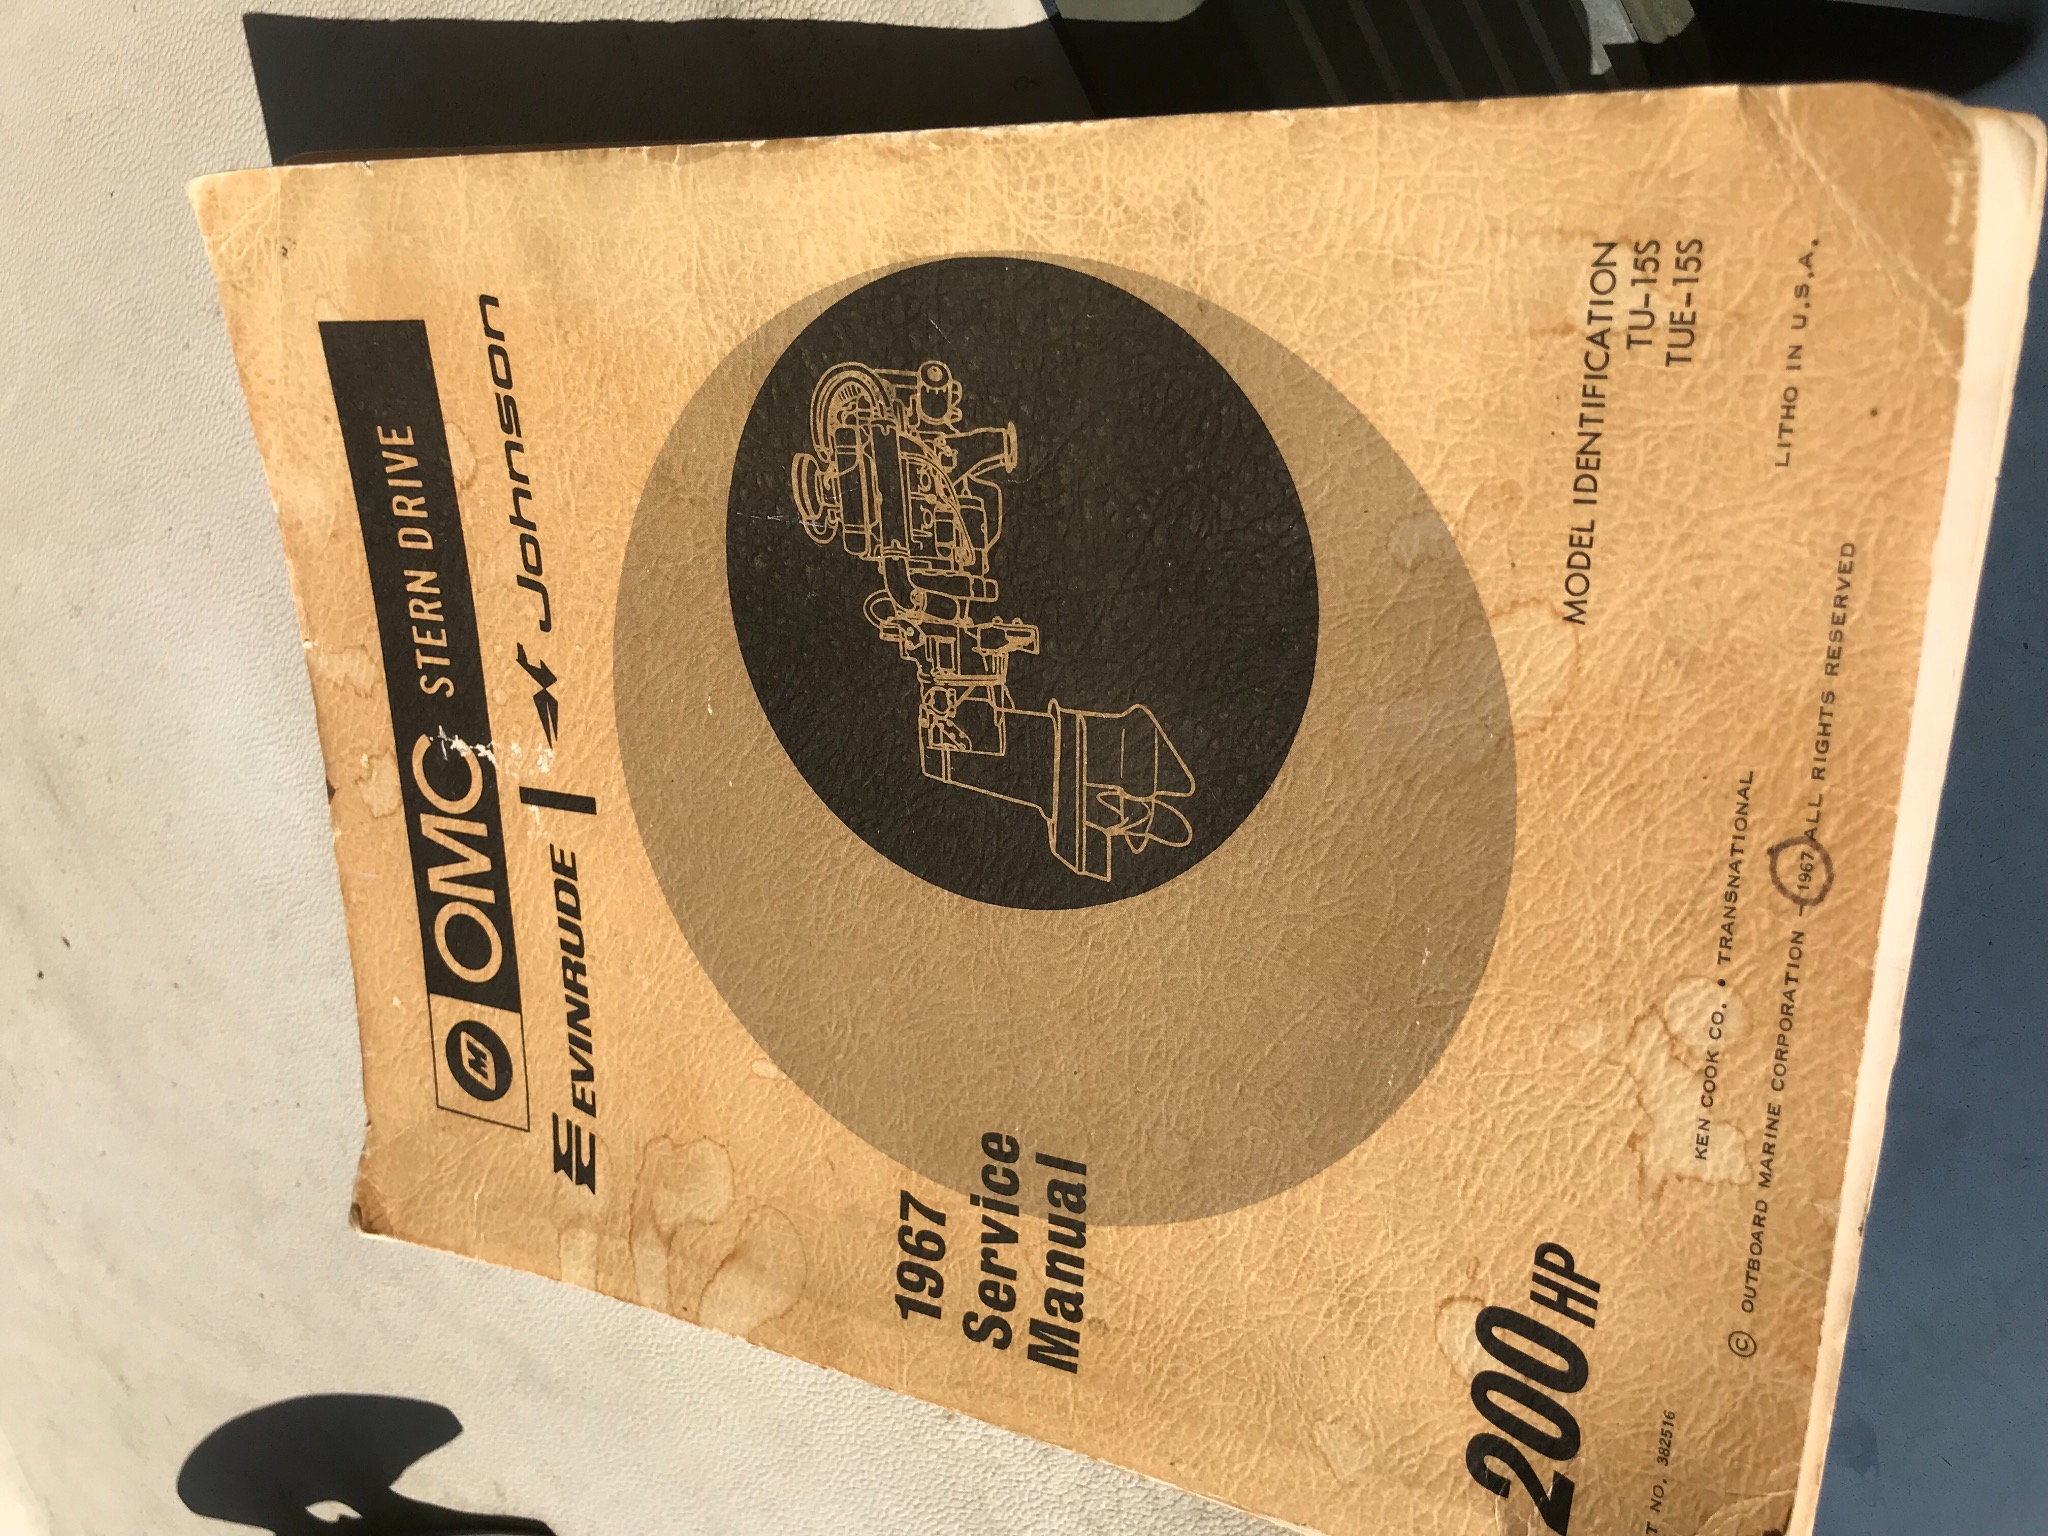 M OMC STERN DRIVE
EVINRUDE | Johnson
1967
Service
Manual
200 HP
MODEL IDENTIFICATION
TU-15S
TUE-15S
T NO. 382516
KEN COOK CO. • TRANSNATIONAL
LITHO IN U.S.A.
© OUTBOARD MARINE CORPORATION - 1967 ALL RIGHTS RESERVED